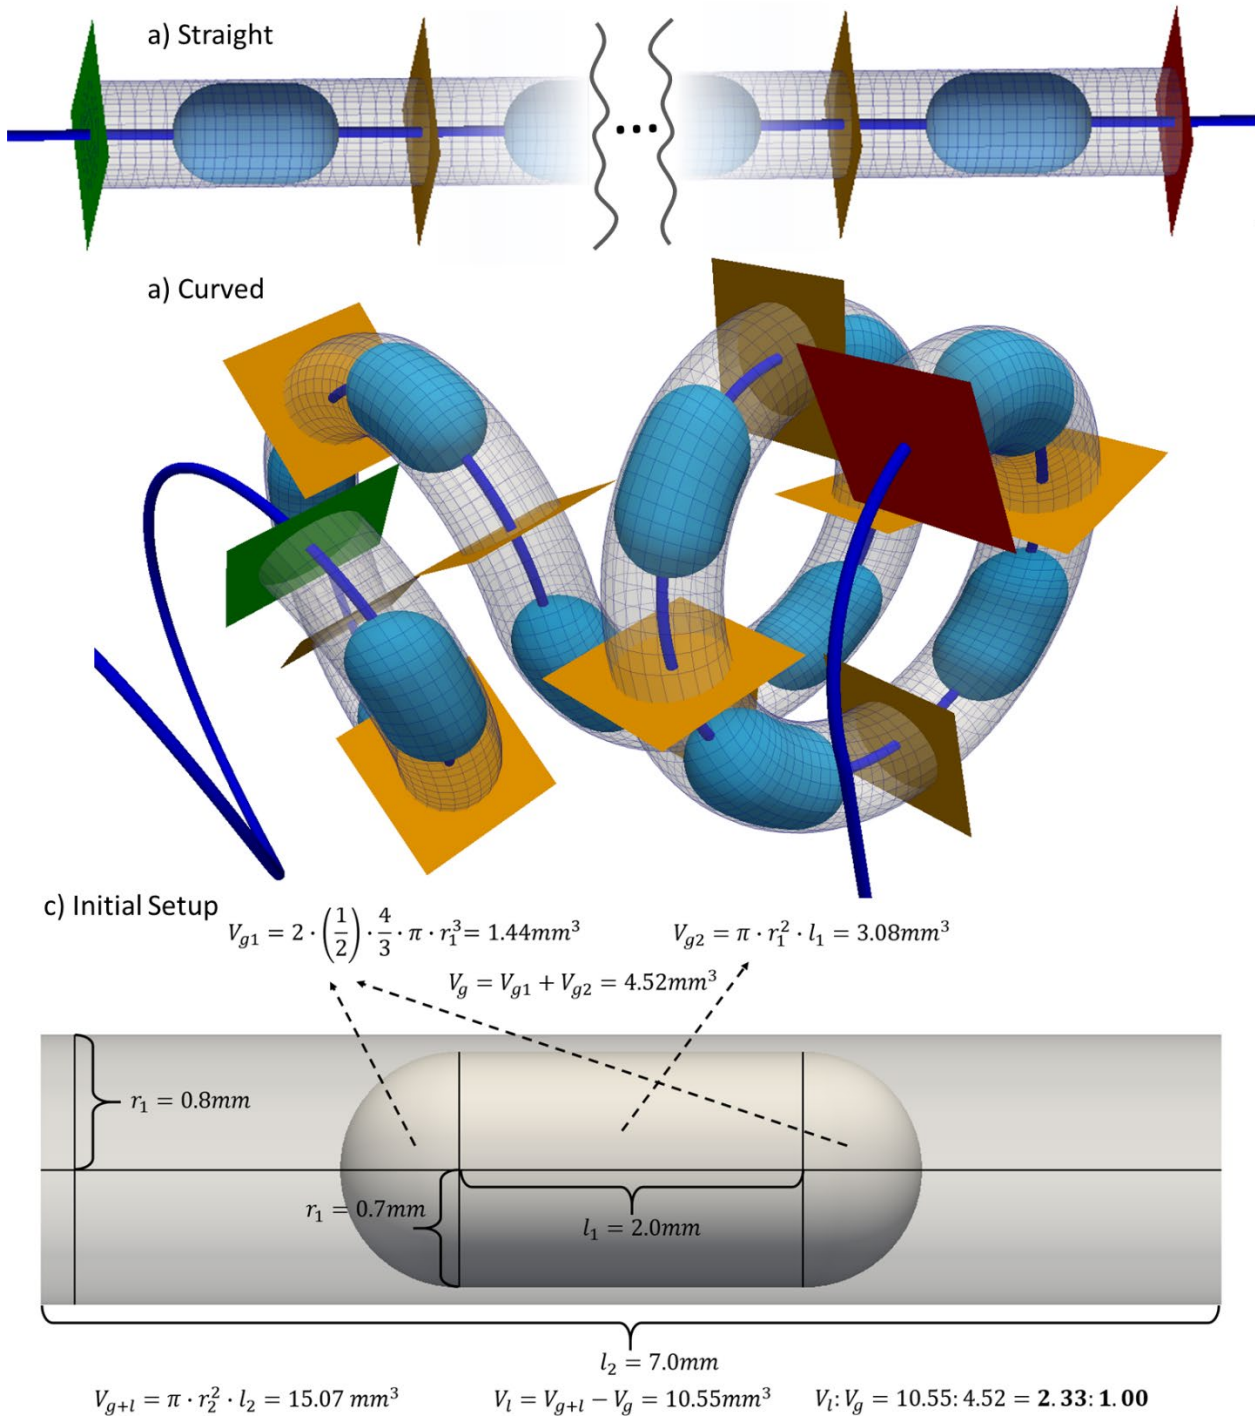 a) Straight
a) Curved
c) Initial Setup
V_{g1} = 2 · (1/2) · 4/3 · π · r_1^3 = 1.44mm^3
V_{g2} = π · r_1^2 · l_1 = 3.08mm^3
V_g = V_{g1} + V_{g2} = 4.52mm^3
r_1 = 0.8mm
r_1 = 0.7mm
l_1 = 2.0mm
l_2 = 7.0mm
V_{g+l} = π · r_2^2 · l_2 = 15.07 mm^3
V_l = V_{g+l} − V_g = 10.55mm^3
V_l: V_g = 10.55: 4.52 = 2.33: 1.00